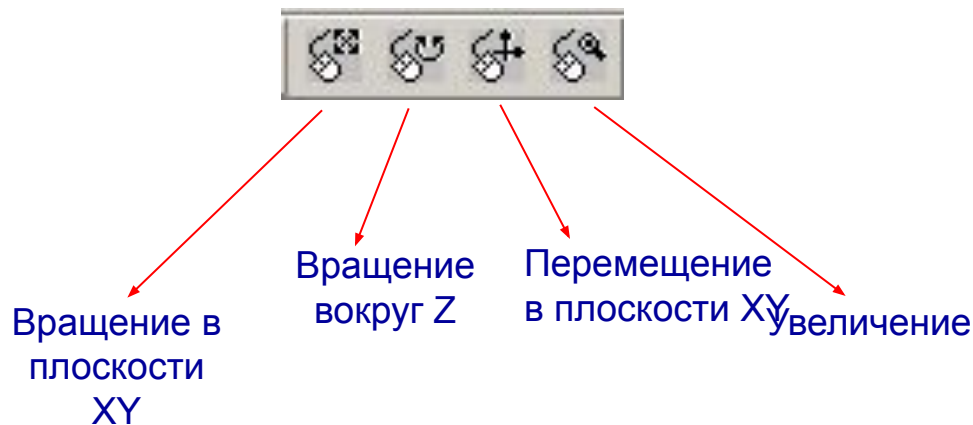 Вращение в
плоскости
XY
Вращение
вокруг Z
Перемещение
в плоскости XY
Увеличение